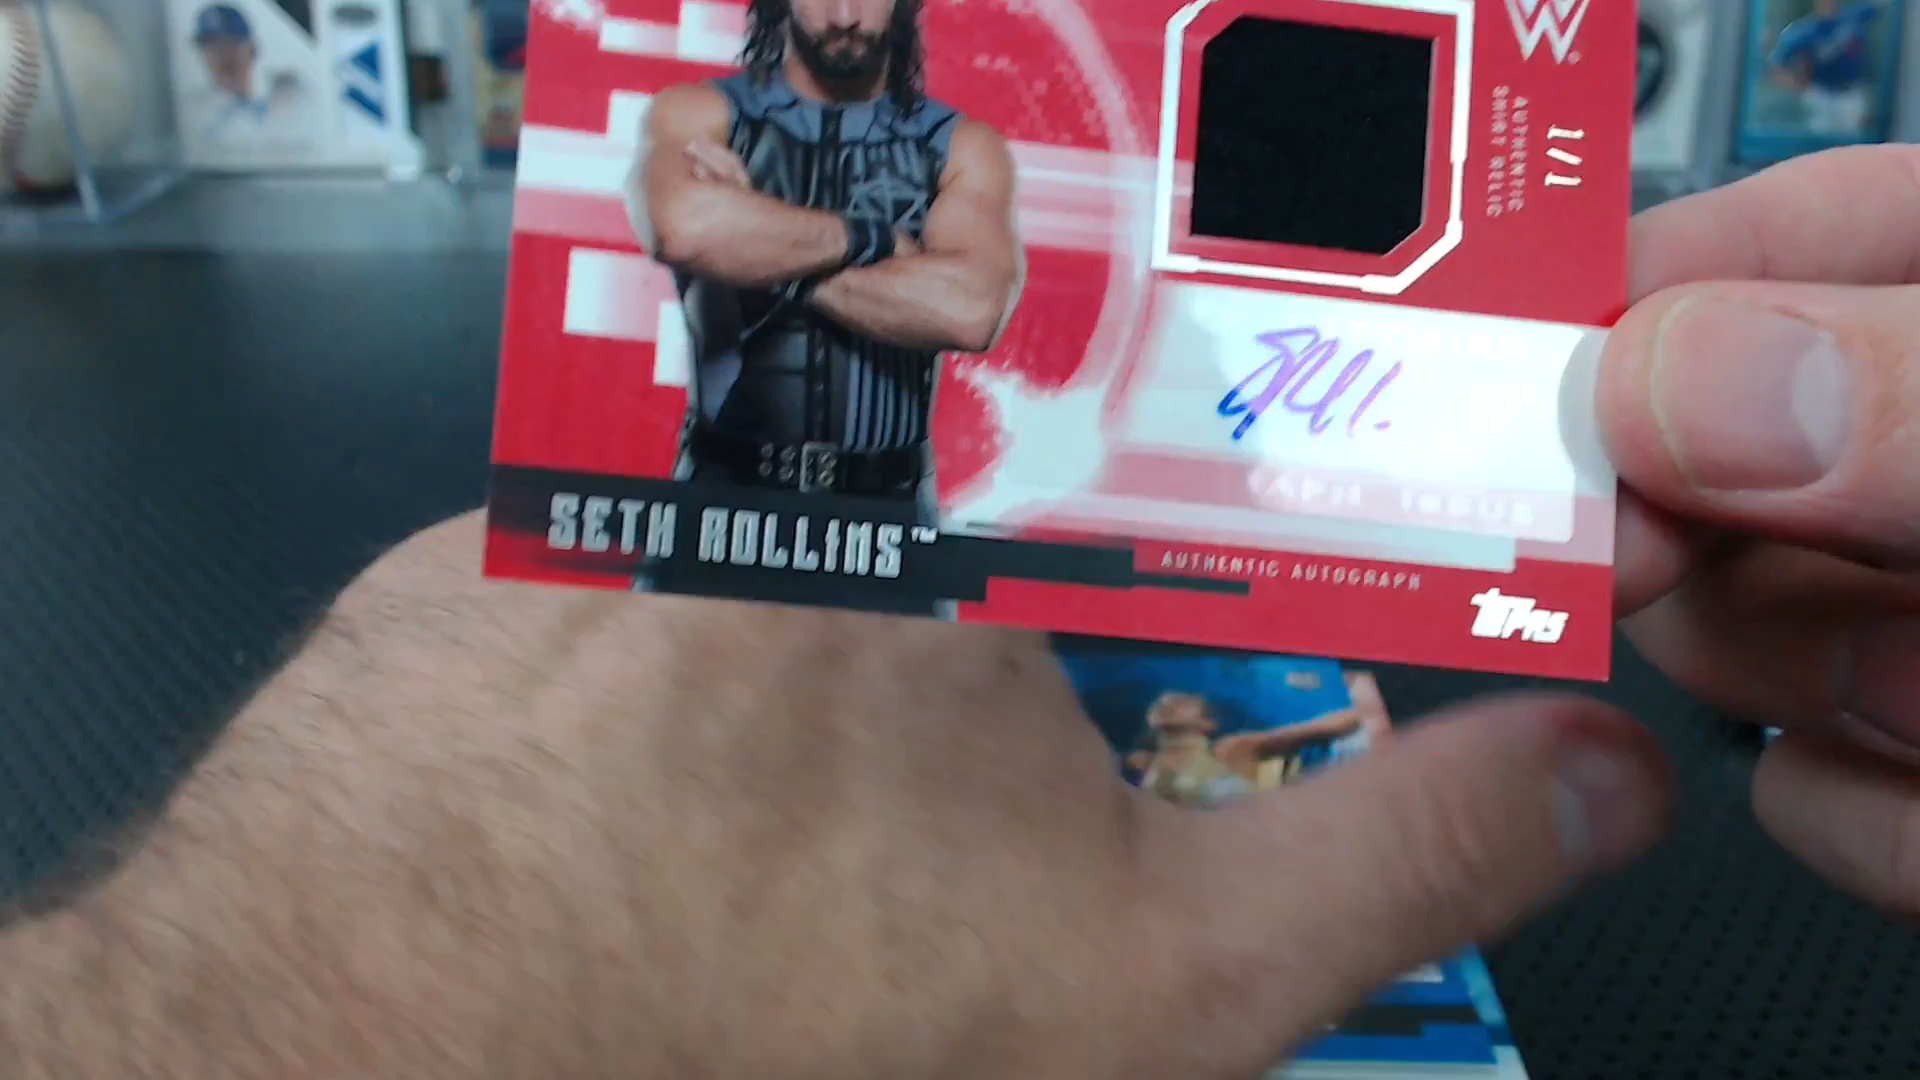 W
AUTHENTIC
SHIRT RELIC
1/1
SETH ROLLINS™
AUTHENTIC AUTOGRAPH
TOPPS